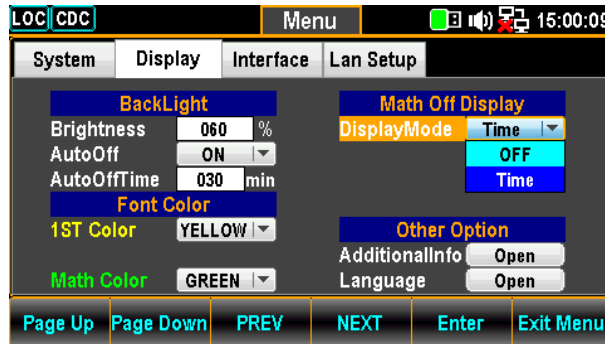 LOC CDC Menu 15:00:09
System Display Interface Lan Setup
BackLight
Brightness 060 %
AutoOff ON
AutoOffTime 030 min
Font Color
1ST Color YELLOW
Math Color GREEN
Math Off Display
DisplayMode Time
OFF
Time
Other Option
AdditionalInfo Open
Language Open
Page Up Page Down PREV NEXT Enter Exit Menu